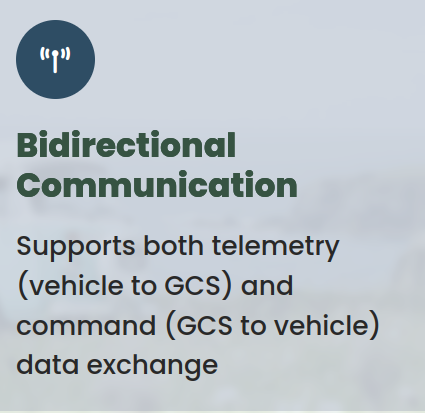 Bidirectional
Communication
Supports both telemetry
(vehicle to GCS) and
command (GCS to vehicle)
data exchange